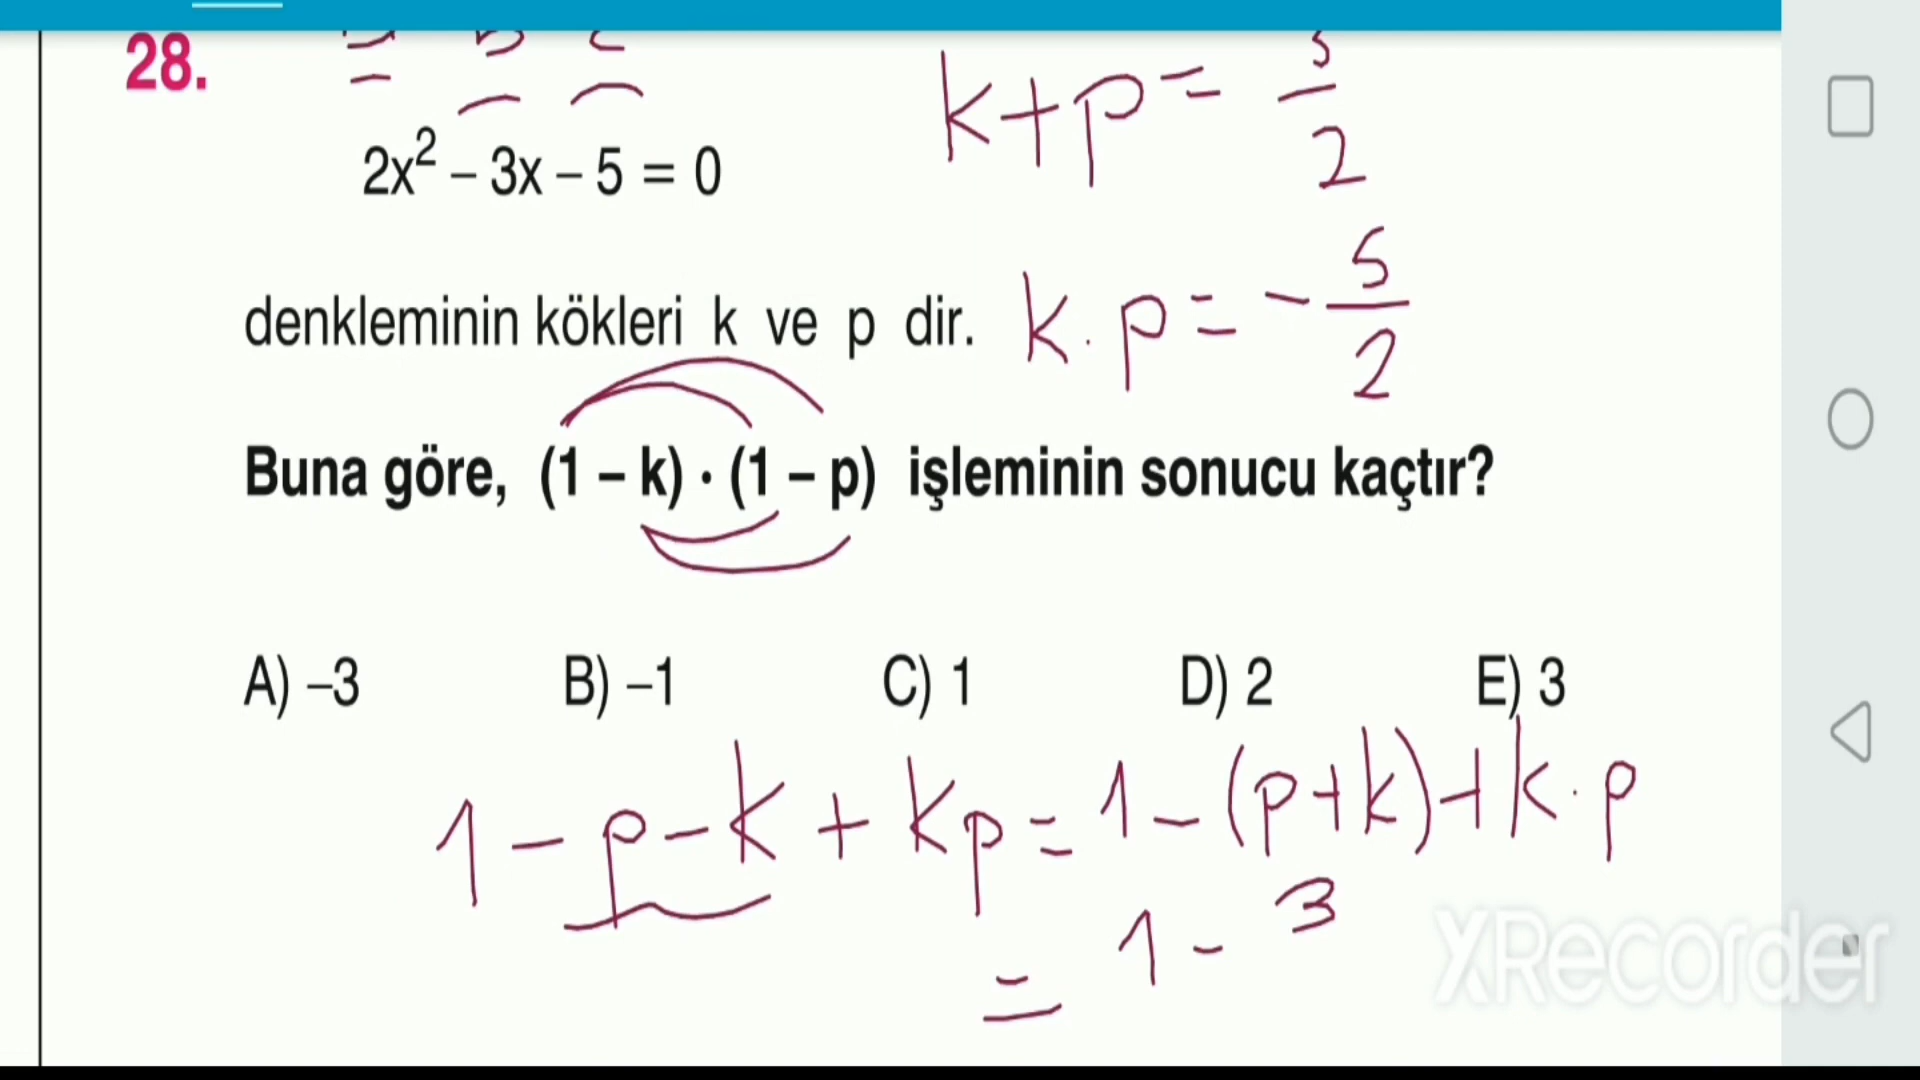 28.
k+p= 3/2
2x² – 3x – 5 = 0
denkleminin kökleri k ve p dir. k.p= - 5/2
Buna göre, (1 – k) · (1 – p) işleminin sonucu kaçtır?
A) –3 B) –1 C) 1 D) 2 E) 3
1-p-k+kp=1-(p+k)+k.p
= 1- 3
XRecorder